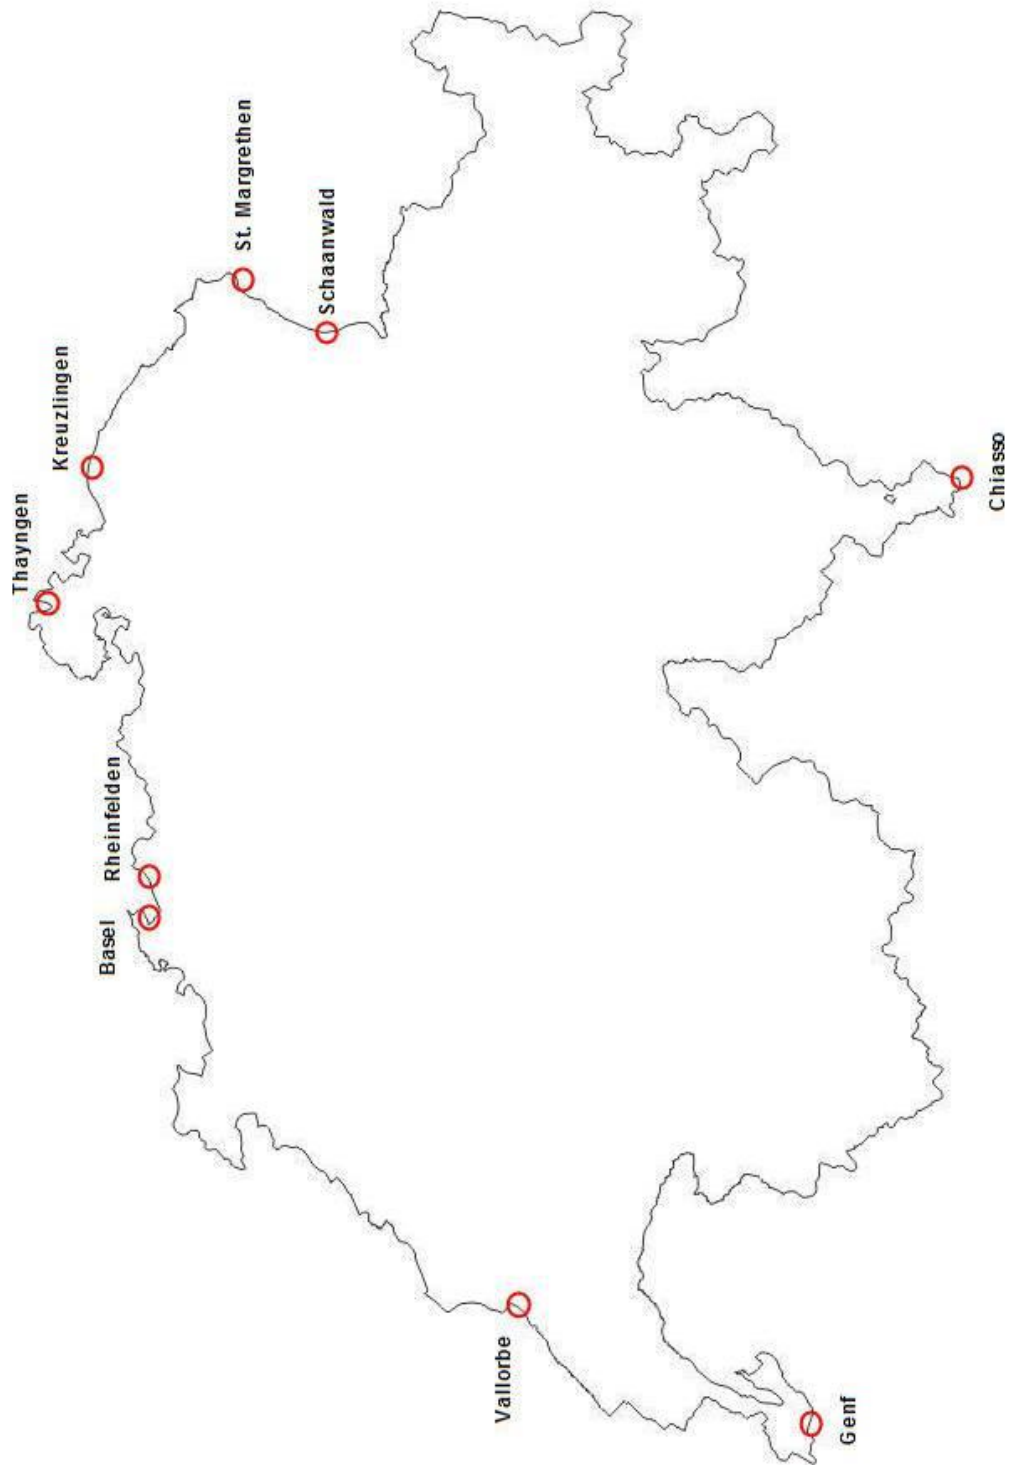 Thayngen
Kreuzlingen
St. Margrethen
Schaanwald
Rheinfelden
Basel
Vallorbe
Genf
Chiasso